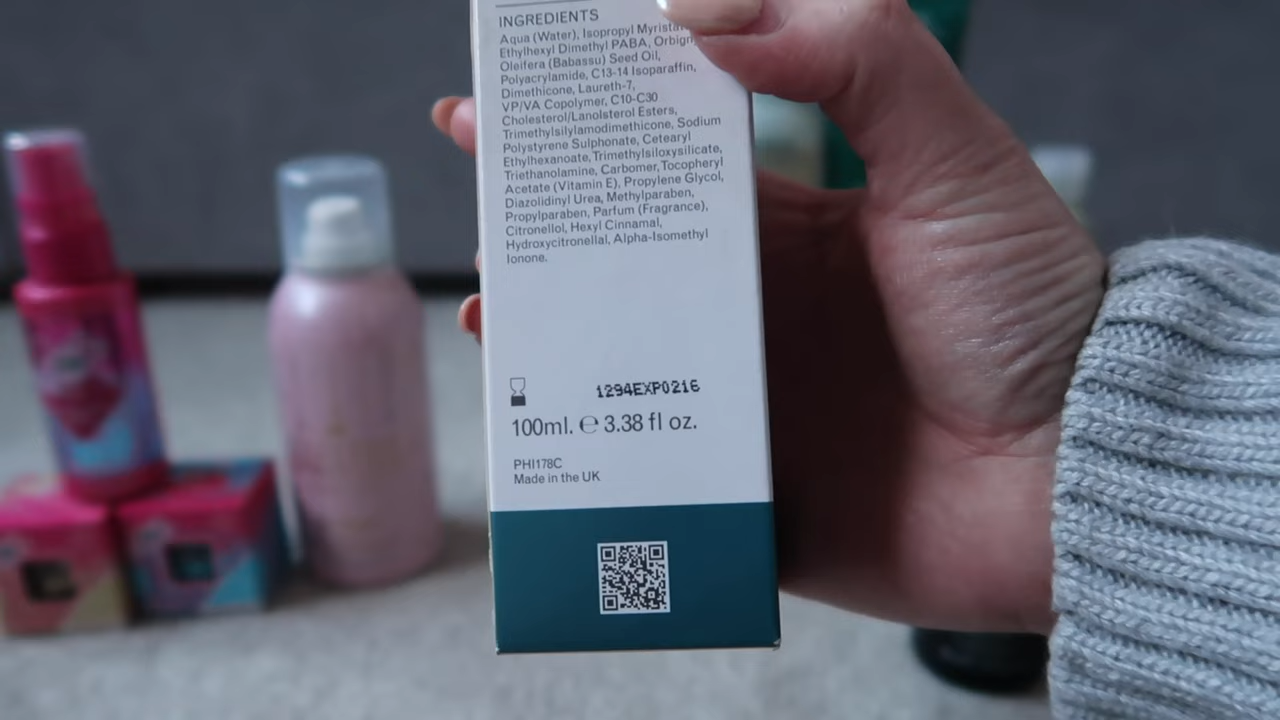 INGREDIENTS
Aqua (Water), Isopropyl
Ethylhexyl Dimethyl PABA,
Oleifera (Babassu) Seed Oil,
Polyacrylamide, C13-14 Isoparaffin,
Dimethicone, Laureth-7,
VP/VA Copolymer, C10-C30
Cholesterol/Lanolsterol Esters,
Trimethylsilylamodimethicone, Sodium
Polystyrene Sulphonate, Cetearyl
Ethylhexanoate, Trimethylsiloxysilicate,
Triethanolamine, Carbomer, Tocopheryl
Acetate (Vitamin E), Propylene Glycol,
Diazolidinyl Urea, Methylparaben,
Propylparaben, Parfum (Fragrance),
Citronellol, Hexyl Cinnamal,
Hydroxycitronellal, Alpha-Isomethyl
Ionone.
1294EXP0216
100ml. ℮ 3.38 fl oz.
PHI178C
Made in the UK